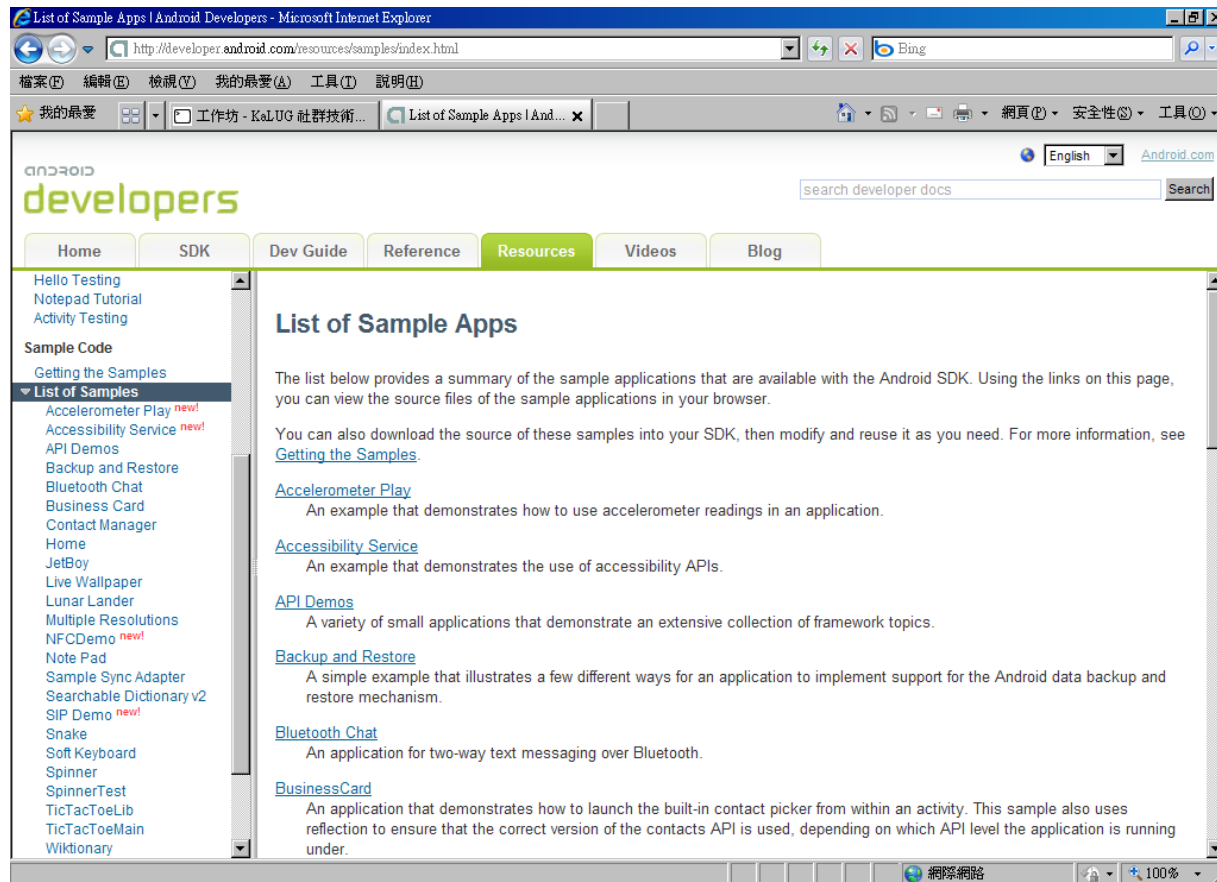 List of Sample Apps | Android Developers - Microsoft Internet Explorer
http://developer.android.com/resources/samples/index.html
Bing
檔案(F) 編輯(E) 檢視(V) 我的最愛(A) 工具(T) 說明(H)
我的最愛 工作坊 - KaLUG 社群技術... List of Sample Apps | And... 網頁(P) 安全性(S) 工具(O)
English Android.com
android
developers
search developer docs Search
Home SDK Dev Guide Reference Resources Videos Blog
Hello Testing
Notepad Tutorial
Activity Testing
Sample Code
Getting the Samples
List of Samples
Accelerometer Play new!
Accessibility Service new!
API Demos
Backup and Restore
Bluetooth Chat
Business Card
Contact Manager
Home
JetBoy
Live Wallpaper
Lunar Lander
Multiple Resolutions
NFCDemo new!
Note Pad
Sample Sync Adapter
Searchable Dictionary v2
SIP Demo new!
Snake
Soft Keyboard
Spinner
SpinnerTest
TicTacToeLib
TicTacToeMain
Wiktionary
List of Sample Apps
The list below provides a summary of the sample applications that are available with the Android SDK. Using the links on this page,
you can view the source files of the sample applications in your browser.
You can also download the source of these samples into your SDK, then modify and reuse it as you need. For more information, see
Getting the Samples.
Accelerometer Play
An example that demonstrates how to use accelerometer readings in an application.
Accessibility Service
An example that demonstrates the use of accessibility APIs.
API Demos
A variety of small applications that demonstrate an extensive collection of framework topics.
Backup and Restore
A simple example that illustrates a few different ways for an application to implement support for the Android data backup and
restore mechanism.
Bluetooth Chat
An application for two-way text messaging over Bluetooth.
BusinessCard
An application that demonstrates how to launch the built-in contact picker from within an activity. This sample also uses
reflection to ensure that the correct version of the contacts API is used, depending on which API level the application is running
under.
網際網路 100%